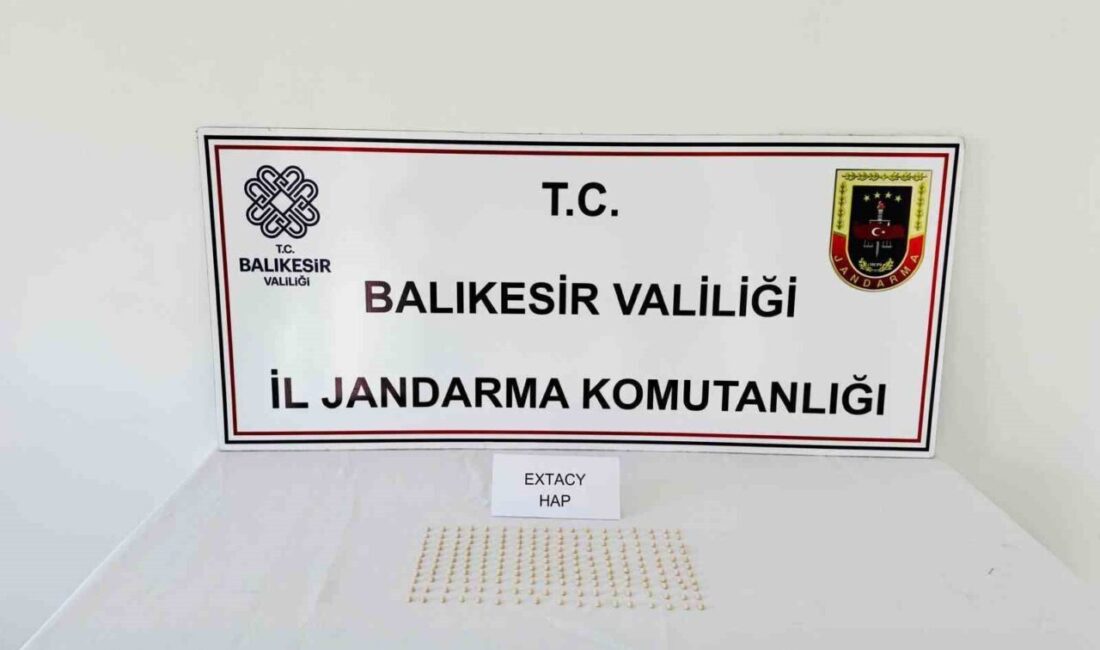 T.C.
BALIKESİR
VALİLİĞİ
T.C.
BALIKESİR VALİLİĞİ
İL JANDARMA KOMUTANLIĞI
JANDARMA
EXTACY
HAP